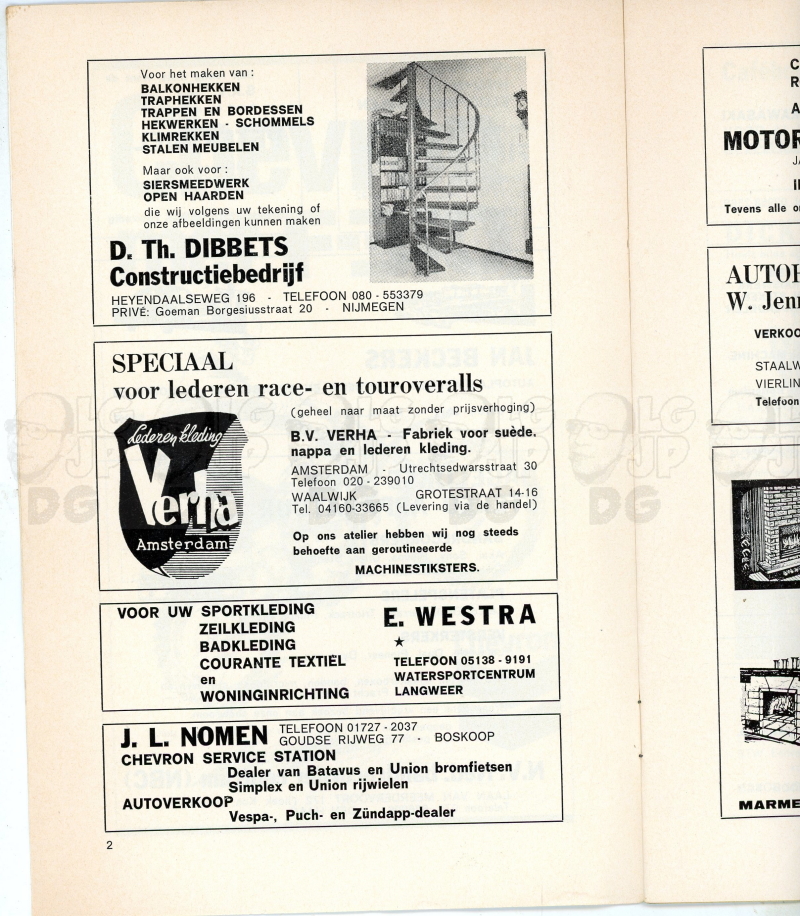 Voor het maken van :
BALKONHEKKEN
TRAPHEKKEN
TRAPPEN EN BORDESSEN
HEKWERKEN - SCHOMMELS
KLIMREKKEN
STALEN MEUBELEN
Maar ook voor :
SIERSMEEDWERK
OPEN HAARDEN
die wij volgens uw tekening of
onze afbeeldingen kunnen maken
D. Th. DIBBETS
Constructiebedrijf
HEYENDAALSEWEG 196 - TELEFOON 080 - 553379
PRIVÉ: Goeman Borgesiusstraat 20 - NIJMEGEN
SPECIAAL
voor lederen race- en touroveralls
(geheel naar maat zonder prijsverhoging)
Lederen kleding
Verha
Amsterdam
B.V. VERHA - Fabriek voor suède,
nappa en lederen kleding.
AMSTERDAM - Utrechtsedwarsstraat 30
Telefoon 020 - 239010
WAALWIJK GROTESTRAAT 14-16
Tel. 04160-33665 (Levering via de handel)
Op ons atelier hebben wij nog steeds
behoefte aan geroutineeerde
MACHINESTIKSTERS.
VOOR UW SPORTKLEDING
ZEILKLEDING
BADKLEDING
COURANTE TEXTIEL
en
WONINGINRICHTING
E. WESTRA
★
TELEFOON 05138 - 9191
WATERSPORTCENTRUM
LANGWEER
J. L. NOMEN TELEFOON 01727 - 2037
GOUDSE RIJWEG 77 - BOSKOOP
CHEVRON SERVICE STATION
Dealer van Batavus en Union bromfietsen
Simplex en Union rijwielen
AUTOVERKOOP
Vespa-, Puch- en Zündapp-dealer
2
MOTOR
Tevens alle
W. Jenn
VERKOO
STAALW
VIERLIN
Telefoon
MARME
LG
JP
DG